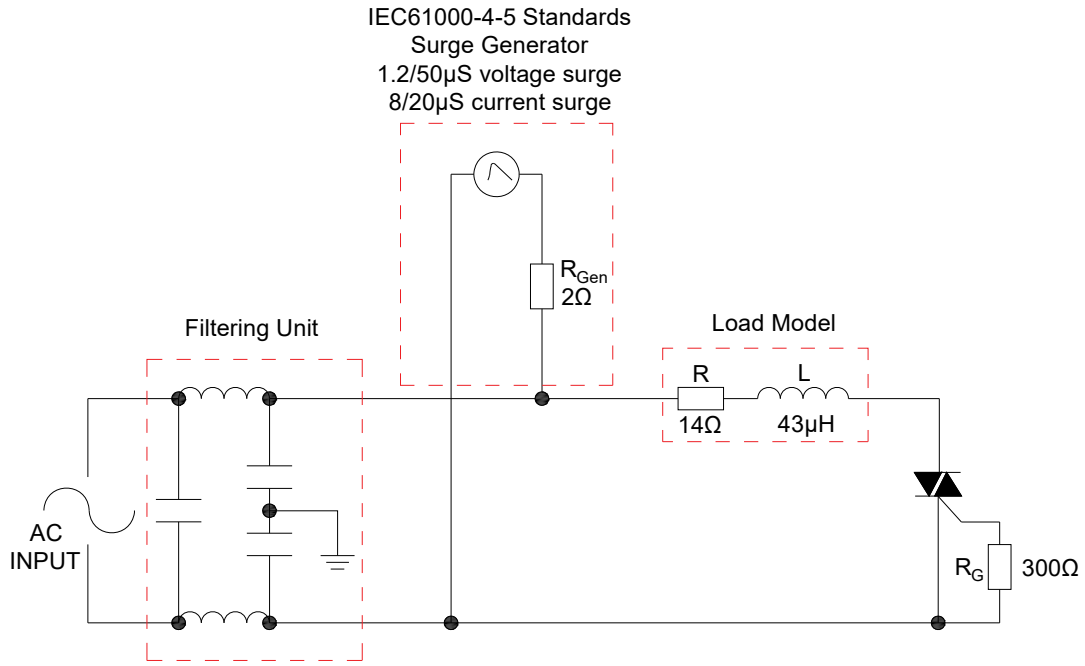 IEC61000-4-5 Standards
Surge Generator
1.2/50µS voltage surge
8/20µS current surge
RGen
2Ω
Filtering Unit
Load Model
R
L
14Ω
43µH
AC
INPUT
RG
300Ω